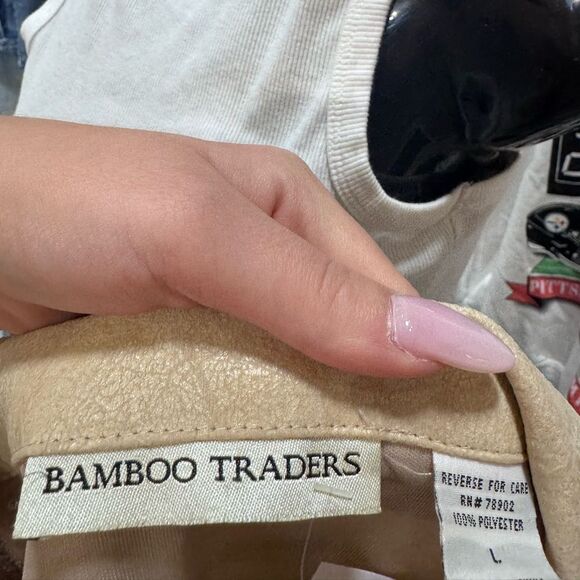 BAMBOO TRADERS
REVERSE FOR CARE
RN# 78902
100% POLYESTER
L.